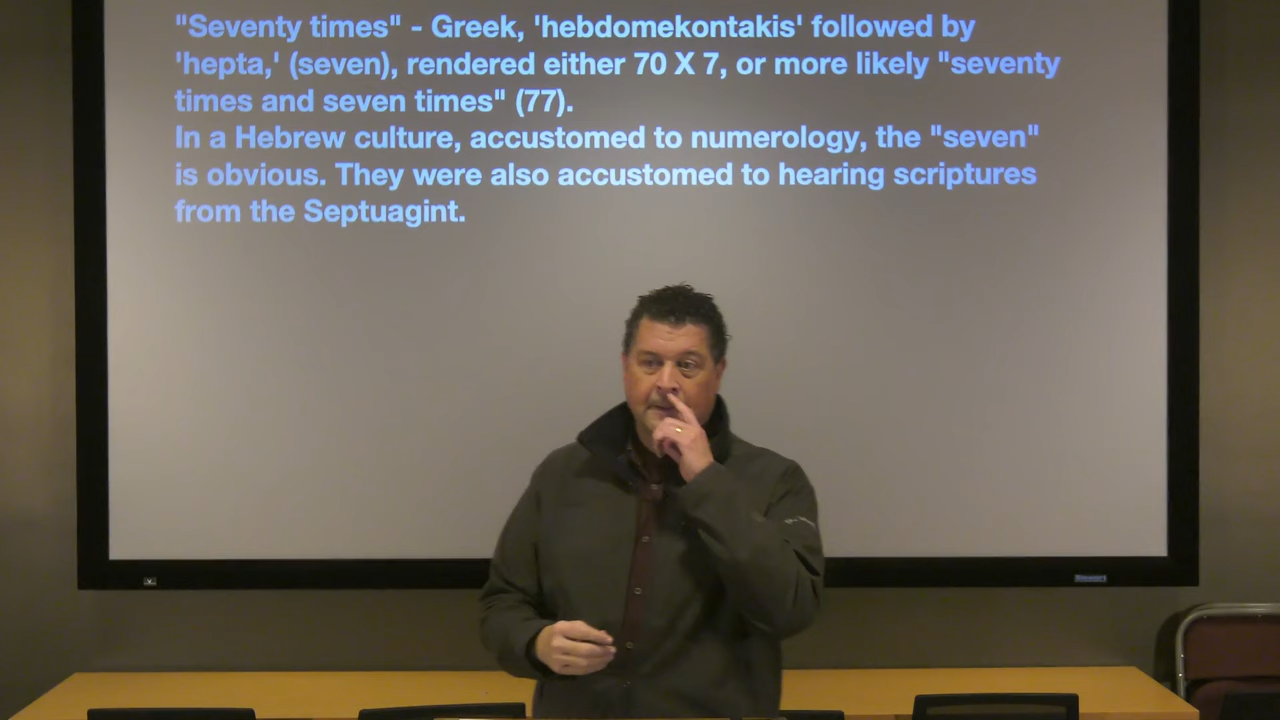 "Seventy times" - Greek, 'hebdomekontakis' followed by
'hepta,' (seven), rendered either 70 X 7, or more likely "seventy
times and seven times" (77).
In a Hebrew culture, accustomed to numerology, the "seven"
is obvious. They were also accustomed to hearing scriptures
from the Septuagint.